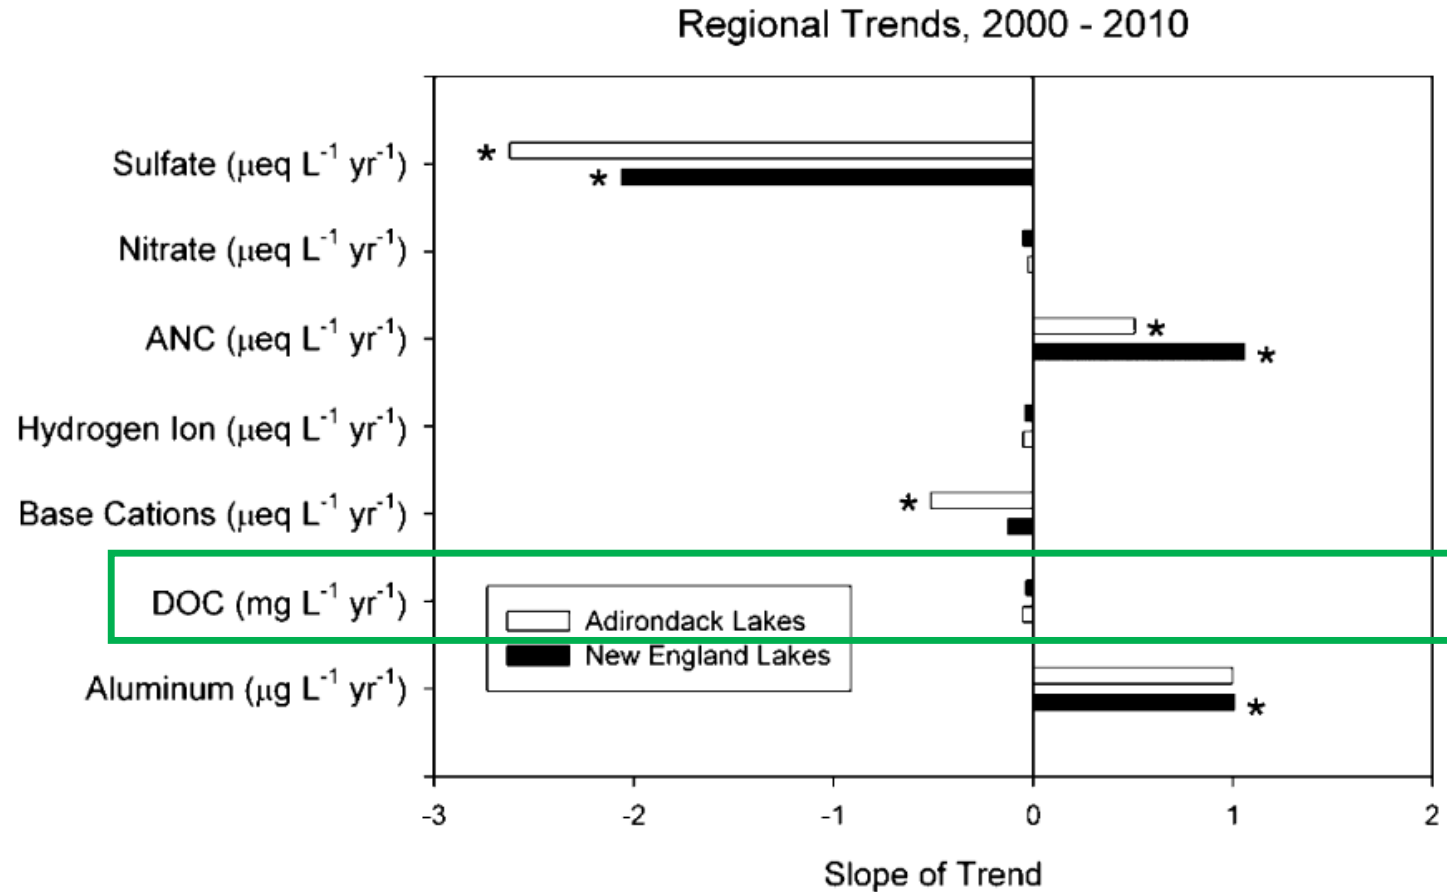 Regional Trends, 2000 - 2010
* Sulfate (μeq L⁻¹ yr⁻¹)
*
Nitrate (μeq L⁻¹ yr⁻¹)
ANC (μeq L⁻¹ yr⁻¹) *
*
Hydrogen Ion (μeq L⁻¹ yr⁻¹)
Base Cations (μeq L⁻¹ yr⁻¹) *
DOC (mg L⁻¹ yr⁻¹)
Adirondack Lakes
New England Lakes
Aluminum (μg L⁻¹ yr⁻¹) *
-3 -2 -1 0 1 2
Slope of Trend